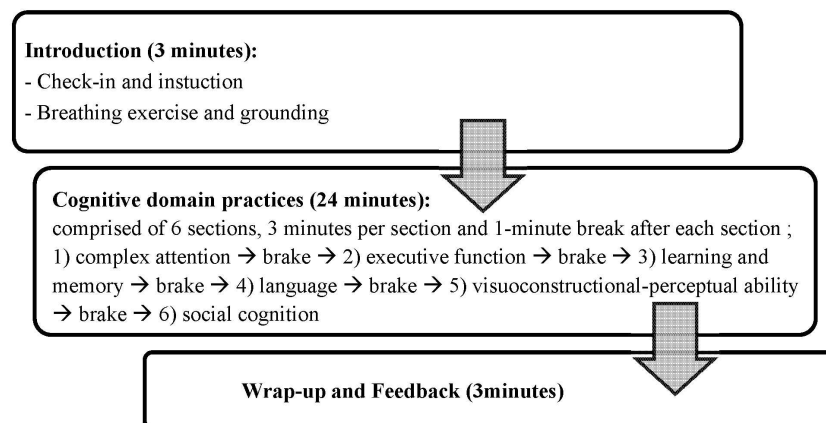 Introduction (3 minutes):
- Check-in and instuction
- Breathing exercise and grounding
Cognitive domain practices (24 minutes):
comprised of 6 sections, 3 minutes per section and 1-minute break after each section ;
1) complex attention → brake → 2) executive function → brake → 3) learning and
memory → brake → 4) language → brake → 5) visuoconstructional-perceptual ability
→ brake → 6) social cognition
Wrap-up and Feedback (3minutes)